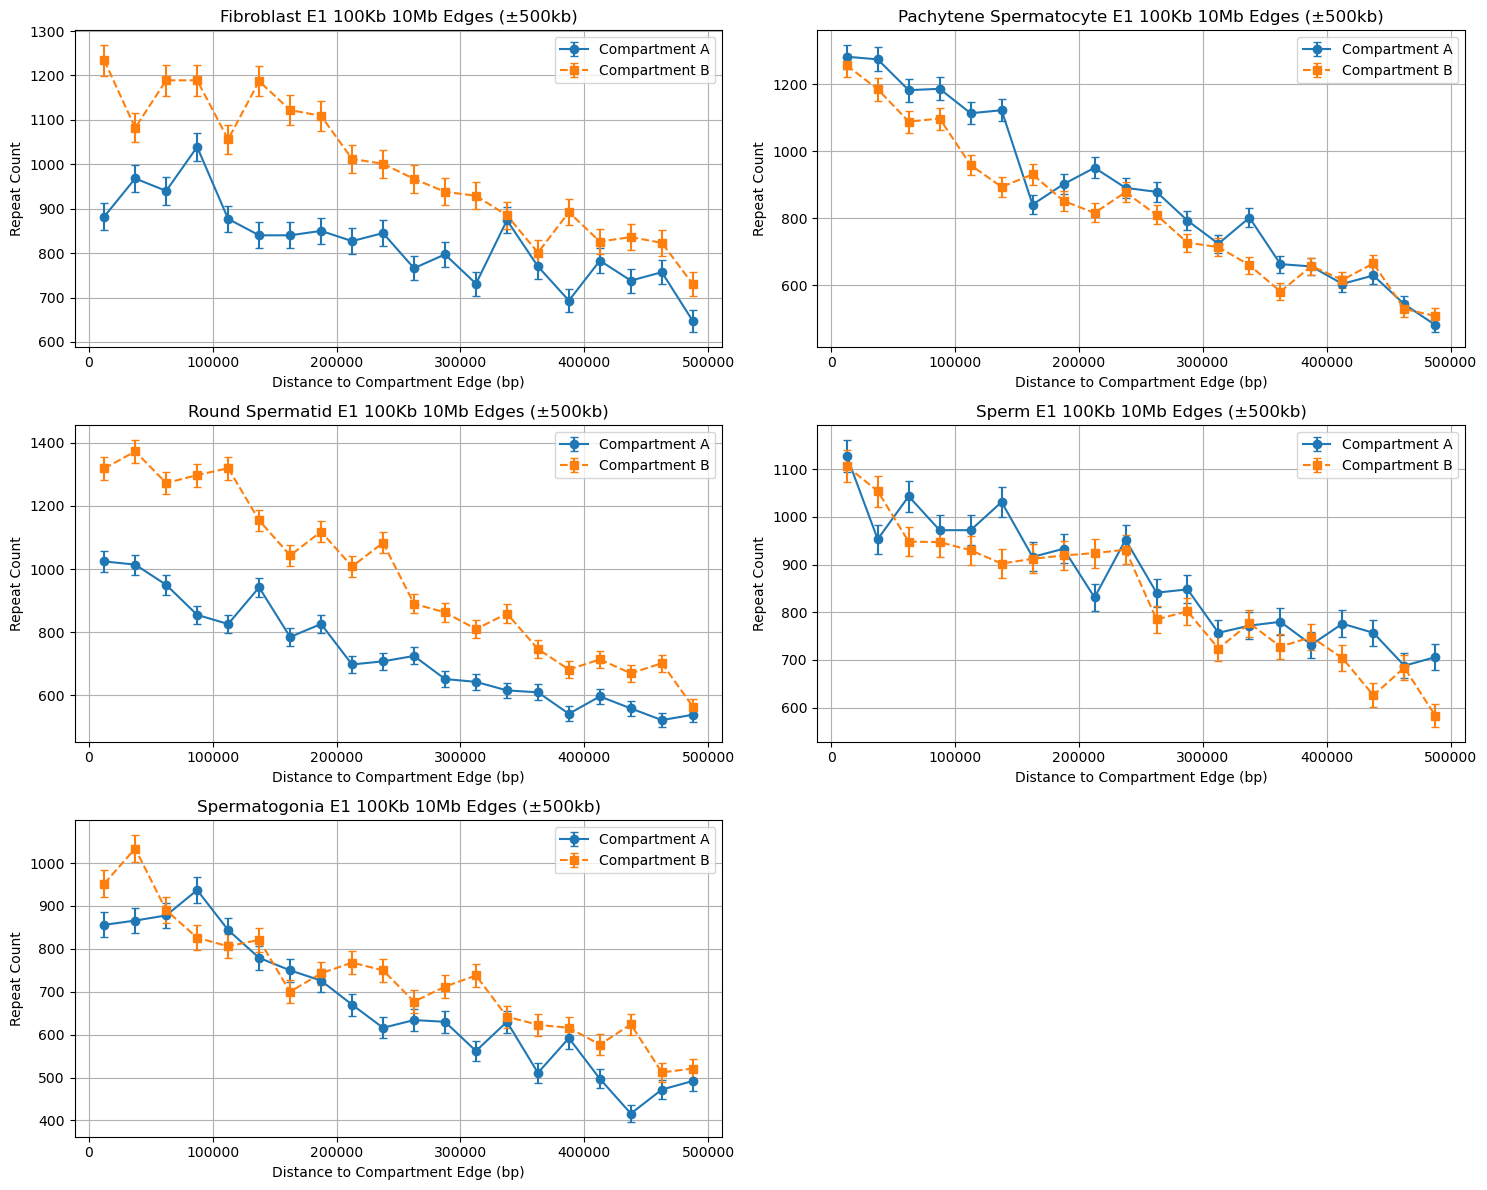 Fibroblast E1 100Kb 10Mb Edges (±500kb)
1300
1200
1100
1000
900
800
700
600
Repeat Count
Compartment A
Compartment B
0 100000 200000 300000 400000 500000
Distance to Compartment Edge (bp)
Pachytene Spermatocyte E1 100Kb 10Mb Edges (±500kb)
1200
1000
800
600
Repeat Count
Compartment A
Compartment B
0 100000 200000 300000 400000 500000
Distance to Compartment Edge (bp)
Round Spermatid E1 100Kb 10Mb Edges (±500kb)
1400
1200
1000
800
600
Repeat Count
Compartment A
Compartment B
0 100000 200000 300000 400000 500000
Distance to Compartment Edge (bp)
Sperm E1 100Kb 10Mb Edges (±500kb)
1100
1000
900
800
700
600
Repeat Count
Compartment A
Compartment B
0 100000 200000 300000 400000 500000
Distance to Compartment Edge (bp)
Spermatogonia E1 100Kb 10Mb Edges (±500kb)
1000
900
800
700
600
500
400
Repeat Count
Compartment A
Compartment B
0 100000 200000 300000 400000 500000
Distance to Compartment Edge (bp)